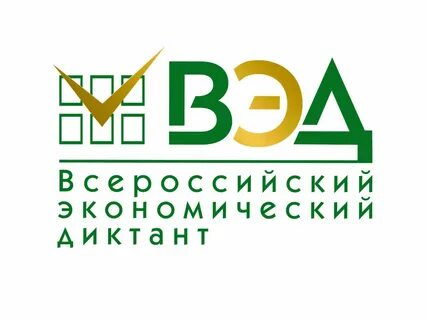 ВЭД
Всероссийский
экономический
диктант